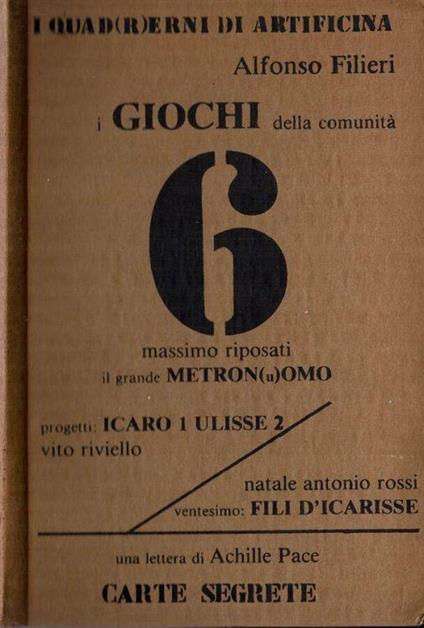 I QUAD(R)ERNI DI ARTIFICINA
Alfonso Filieri
i GIOCHI della comunità
6
massimo riposati
il grande METRON(u)OMO
progetti: ICARO 1 ULISSE 2
vito riviello
natale antonio rossi
ventesimo: FILI D'ICARISSE
una lettera di Achille Pace
CARTE SEGRETE